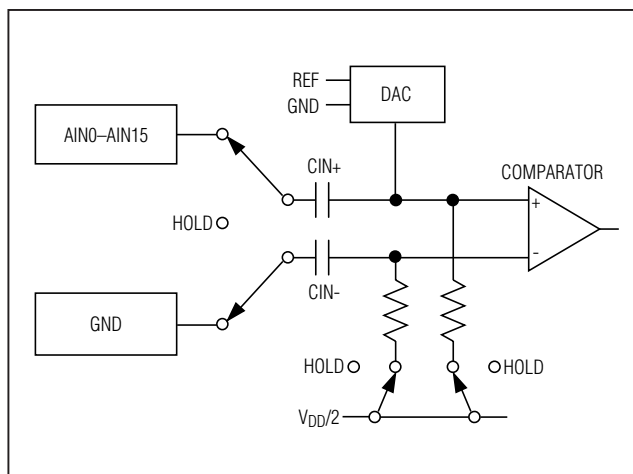 REF
GND
DAC
AIN0–AIN15
CIN+
COMPARATOR
+
HOLD
-
CIN-
GND
HOLD
HOLD
VDD/2